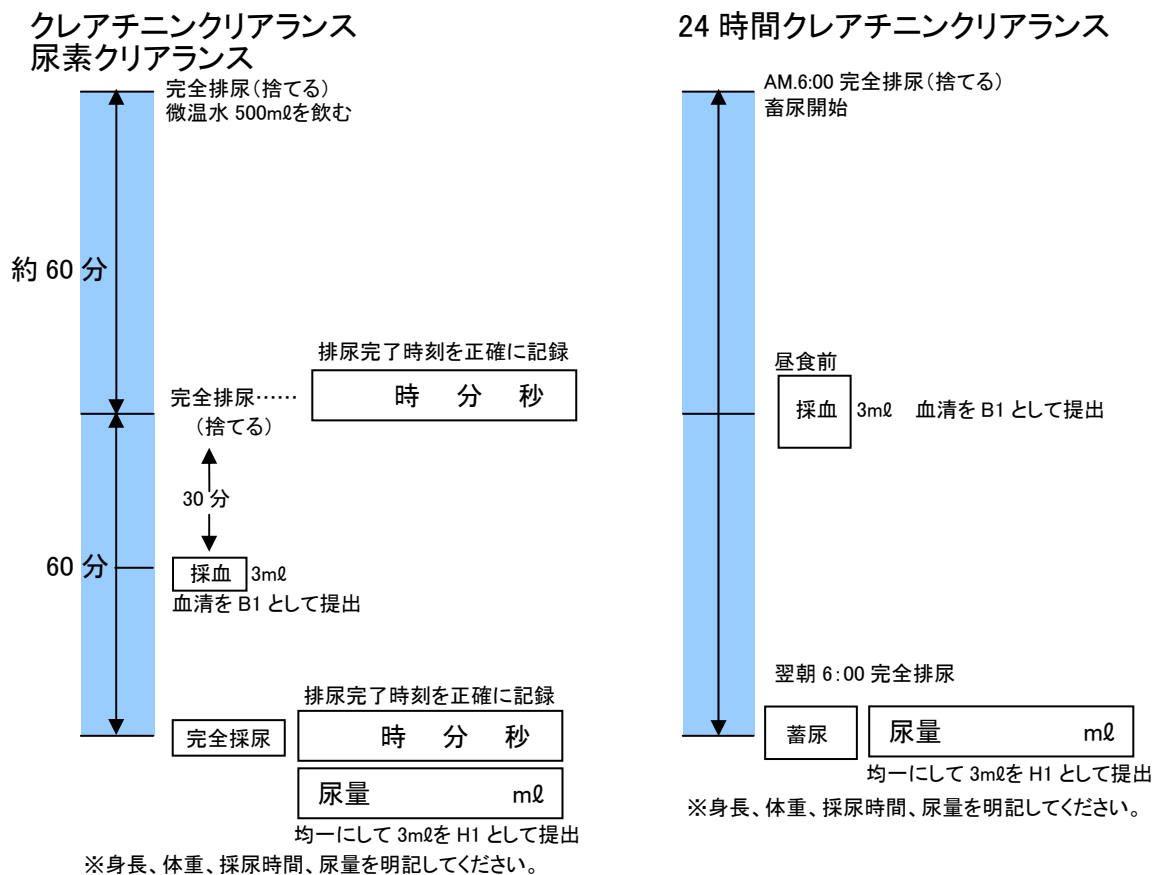 クレアチニンクリアランス
尿素クリアランス
完全排尿（捨てる）
微温水 500mℓを飲む
約 60 分
排尿完了時刻を正確に記録
完全排尿……
時 分 秒
（捨てる）
30 分
60 分
採血 3mℓ
血清を B1 として提出
排尿完了時刻を正確に記録
完全採尿
時 分 秒
尿量 mℓ
均一にして 3mℓを H1 として提出
※身長、体重、採尿時間、尿量を明記してください。
24 時間クレアチニンクリアランス
AM.6:00 完全排尿（捨てる）
畜尿開始
昼食前
採血 3mℓ 血清を B1 として提出
翌朝 6:00 完全排尿
蓄尿
尿量 mℓ
均一にして 3mℓを H1 として提出
※身長、体重、採尿時間、尿量を明記してください。